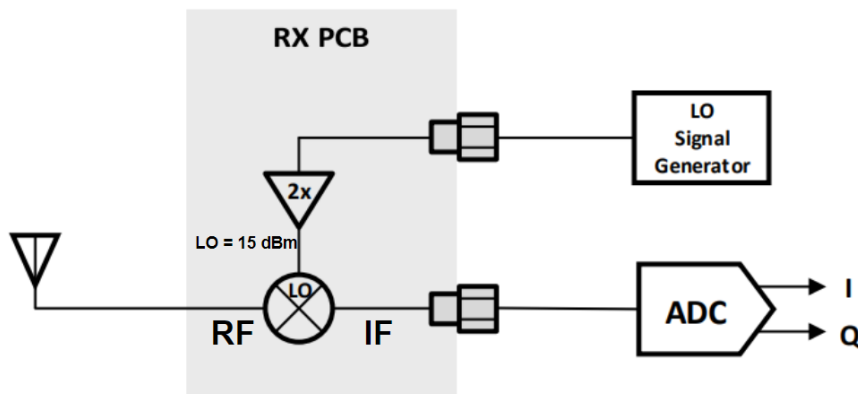 RX PCB
LO
Signal
Generator
2x
LO = 15 dBm
LO
RF
IF
ADC
I
Q